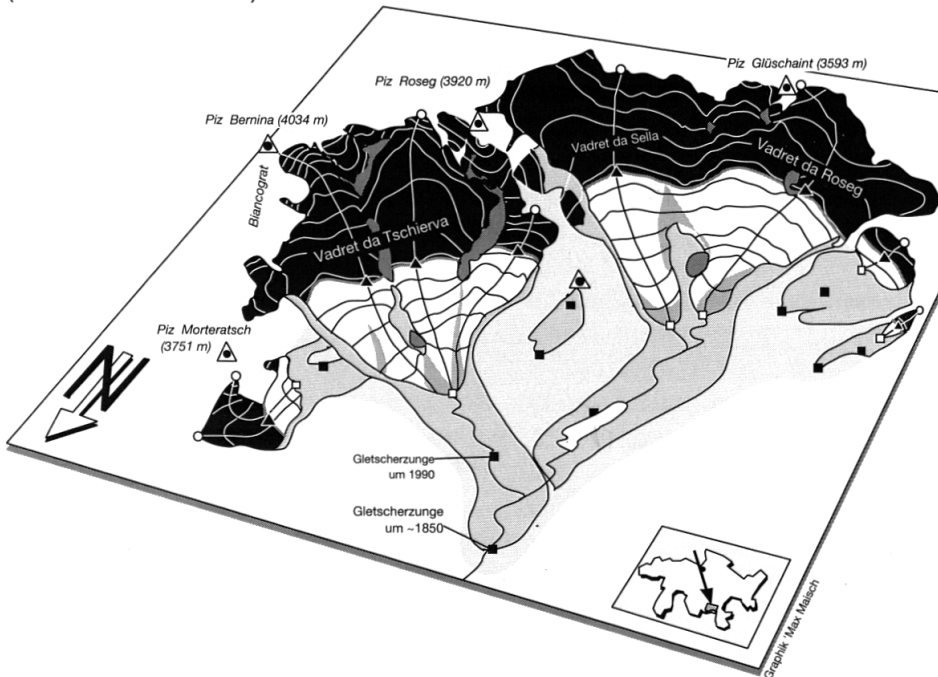 Piz Glüschaint (3593 m)
Piz Roseg (3920 m)
Piz Bernina (4034 m)
Vadret da Sella
Vadret da Roseg
Biancograt
Vadret da Tschierva
Piz Morteratsch
(3751 m)
N
Gletscherzunge
um 1990
Gletscherzunge
um ~1850
Graphik 'Max Maisch